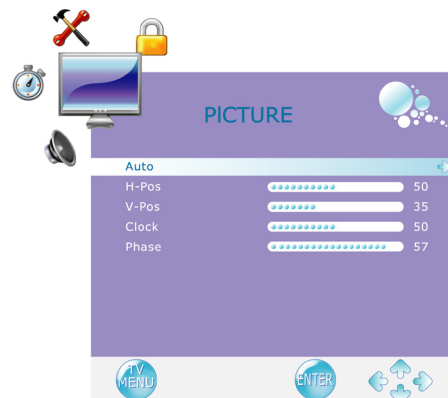 PICTURE
Auto
H-Pos 50
V-Pos 35
Clock 50
Phase 57
TV
MENU
ENTER